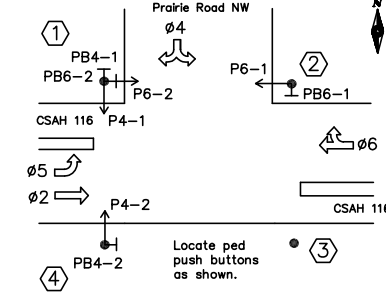 N
Prairie Road NW
ø4
1
PB4-1
PB6-2
P6-2
P6-1
2
PB6-1
CSAH 116
P4-1
ø6
ø5
ø2
P4-2
CSAH 116
Locate ped
push buttons
as shown.
3
4
PB4-2